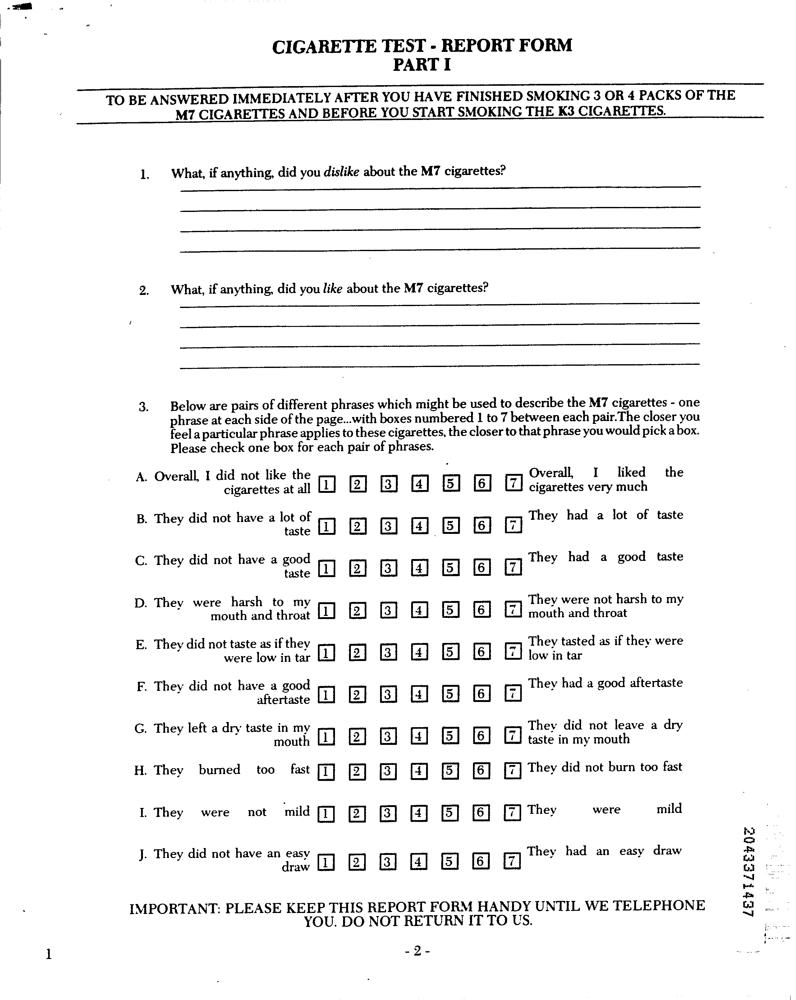 CIGARETTE TEST - REPORT FORM
PART I
TO BE ANSWERED IMMEDIATELY AFTER YOU HAVE FINISHED SMOKING 3 OR 4 PACKS OF THE
M7 CIGARETTES AND BEFORE YOU START SMOKING THE K3 CIGARETTES.
1. What, if anything, did you dislike about the M7 cigarettes?
2. What, if anything, did you like about the M7 cigarettes?
3. Below are pairs of different phrases which might be used to describe the M7 cigarettes - one
phrase at each side of the page...with boxes numbered 1 to 7 between each pair.The closer you
feel a particular phrase applies to these cigarettes, the closer to that phrase you would pick a box.
Please check one box for each pair of phrases.
A. Overall, I did not like the
cigarettes at all 1 2 3 4 5 6 7 Overall, I liked the
cigarettes very much
B. They did not have a lot of
taste 1 2 3 4 5 6 7 They had a lot of taste
C. They did not have a good
taste 1 2 3 4 5 6 7 They had a good taste
D. They were harsh to my
mouth and throat 1 2 3 4 5 6 7 They were not harsh to my
mouth and throat
E. They did not taste as if they
were low in tar 1 2 3 4 5 6 7 They tasted as if they were
low in tar
F. They did not have a good
aftertaste 1 2 3 4 5 6 7 They had a good aftertaste
G. They left a dry taste in my
mouth 1 2 3 4 5 6 7 They did not leave a dry
taste in my mouth
H. They burned too fast 1 2 3 4 5 6 7 They did not burn too fast
I. They were not mild 1 2 3 4 5 6 7 They were mild
J. They did not have an easy
draw 1 2 3 4 5 6 7 They had an easy draw
IMPORTANT: PLEASE KEEP THIS REPORT FORM HANDY UNTIL WE TELEPHONE
YOU. DO NOT RETURN IT TO US.
1
- 2 -
2043371437